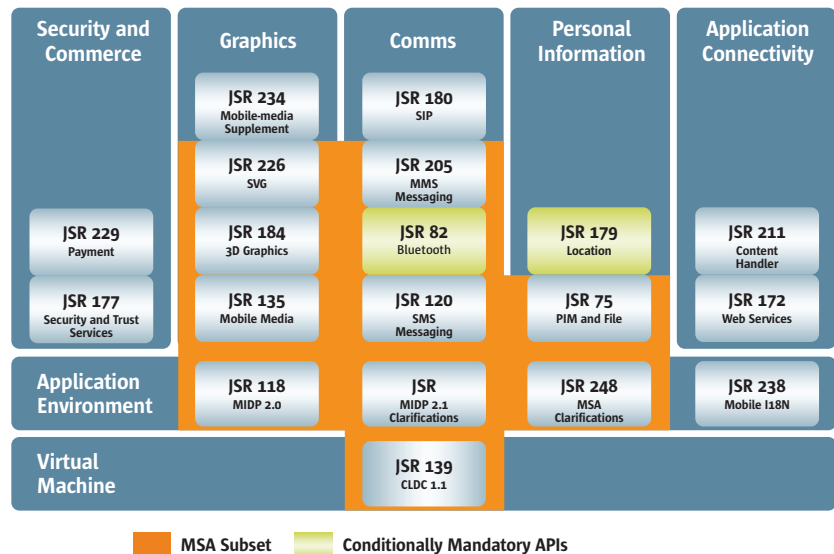 Security and
Commerce
Graphics
Comms
Personal
Information
Application
Connectivity
JSR 234
Mobile-media
Supplement
JSR 180
SIP
JSR 226
SVG
JSR 205
MMS
Messaging
JSR 229
Payment
JSR 184
3D Graphics
JSR 82
Bluetooth
JSR 179
Location
JSR 211
Content
Handler
JSR 177
Security and Trust
Services
JSR 135
Mobile Media
JSR 120
SMS
Messaging
JSR 75
PIM and File
JSR 172
Web Services
Application
Environment
JSR 118
MIDP 2.0
JSR
MIDP 2.1
Clarifications
JSR 248
MSA
Clarifications
JSR 238
Mobile I18N
Virtual
Machine
JSR 139
CLDC 1.1
MSA Subset
Conditionally Mandatory APIs